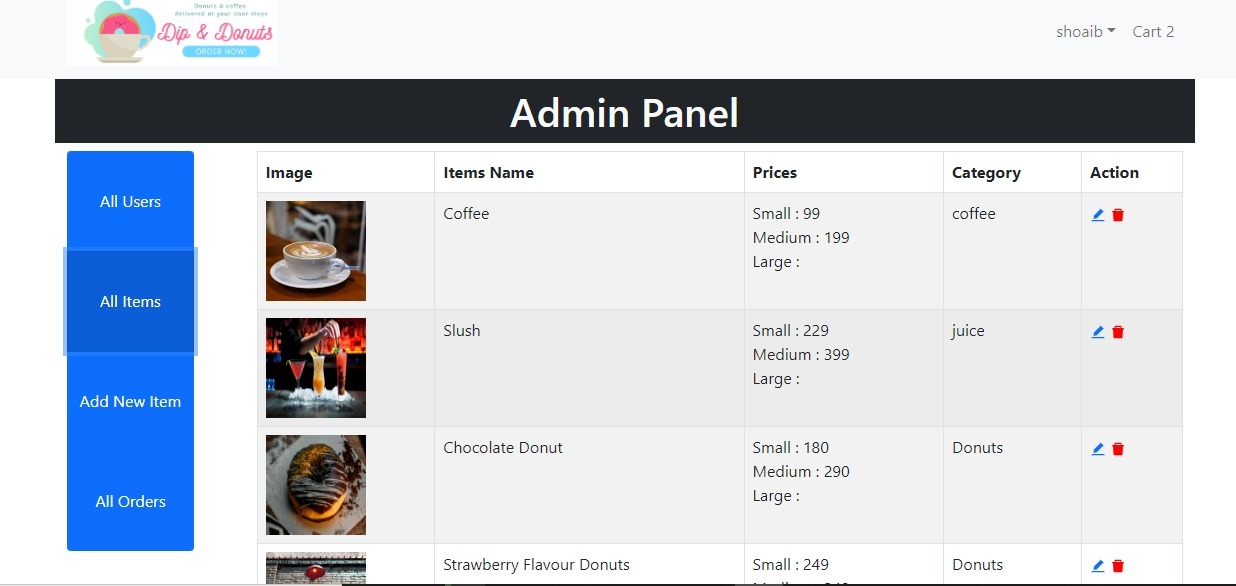 Donuts & coffee
delivered at your door steps
Dip & Donuts
ORDER NOW!
shoaib
Cart 2
Admin Panel
All Users
All Items
Add New Item
All Orders
Image Items Name Prices Category Action
Coffee
Small : 99
Medium : 199
Large :
coffee
Slush
Small : 229
Medium : 399
Large :
juice
Chocolate Donut
Small : 180
Medium : 290
Large :
Donuts
Strawberry Flavour Donuts
Small : 249
Donuts